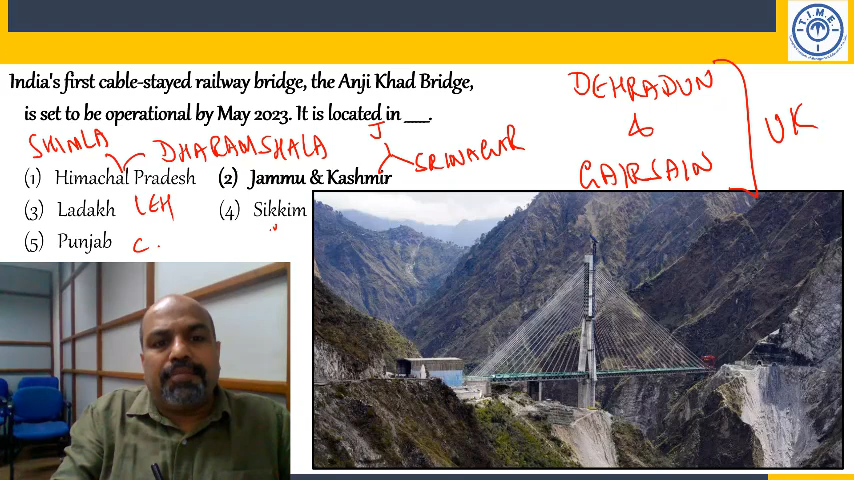 T.I.M.E.
India's first cable-stayed railway bridge, the Anji Khad Bridge,
is set to be operational by May 2023. It is located in ___.
SHIMLA
DHARAMSHALA
J
SRINAGAR
(1) Himachal Pradesh (2) Jammu & Kashmir
(3) Ladakh LEH (4) Sikkim
(5) Punjab C.
DEHRADUN
&
GAIRSAIN
UK